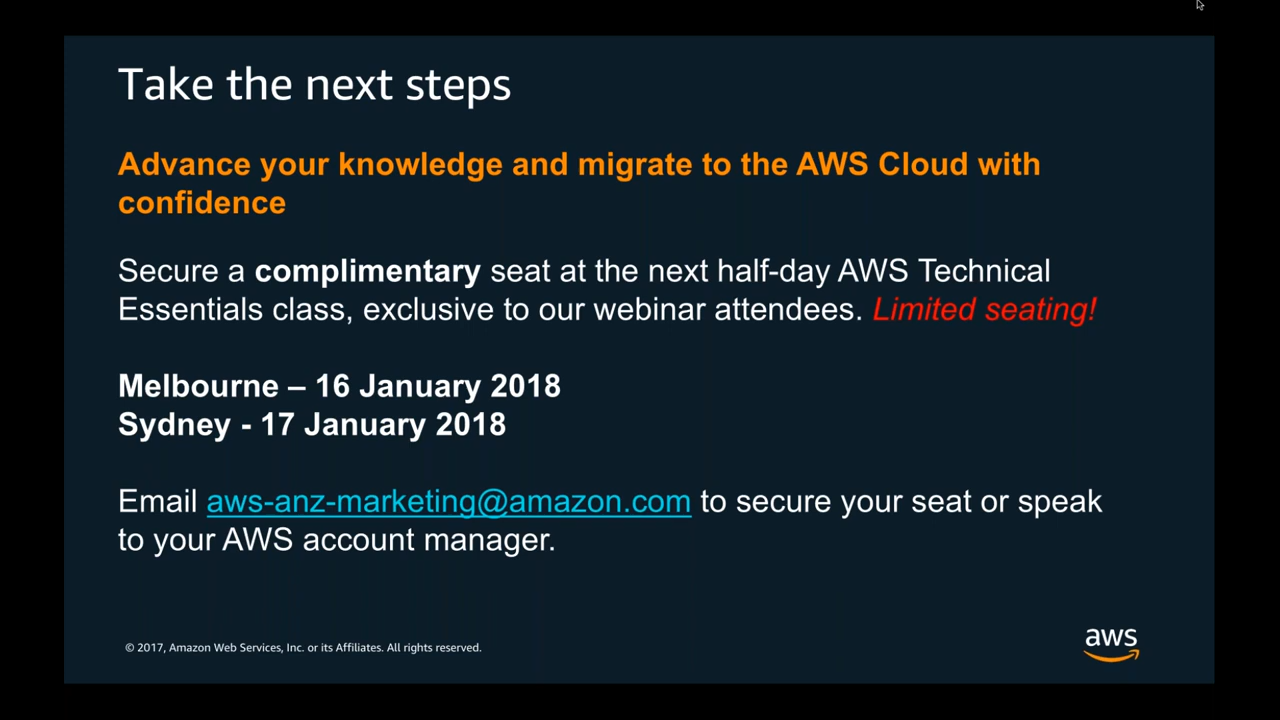 Take the next steps
Advance your knowledge and migrate to the AWS Cloud with
confidence
Secure a complimentary seat at the next half-day AWS Technical
Essentials class, exclusive to our webinar attendees. Limited seating!
Melbourne – 16 January 2018
Sydney - 17 January 2018
Email aws-anz-marketing@amazon.com to secure your seat or speak
to your AWS account manager.
© 2017, Amazon Web Services, Inc. or its Affiliates. All rights reserved.
aws